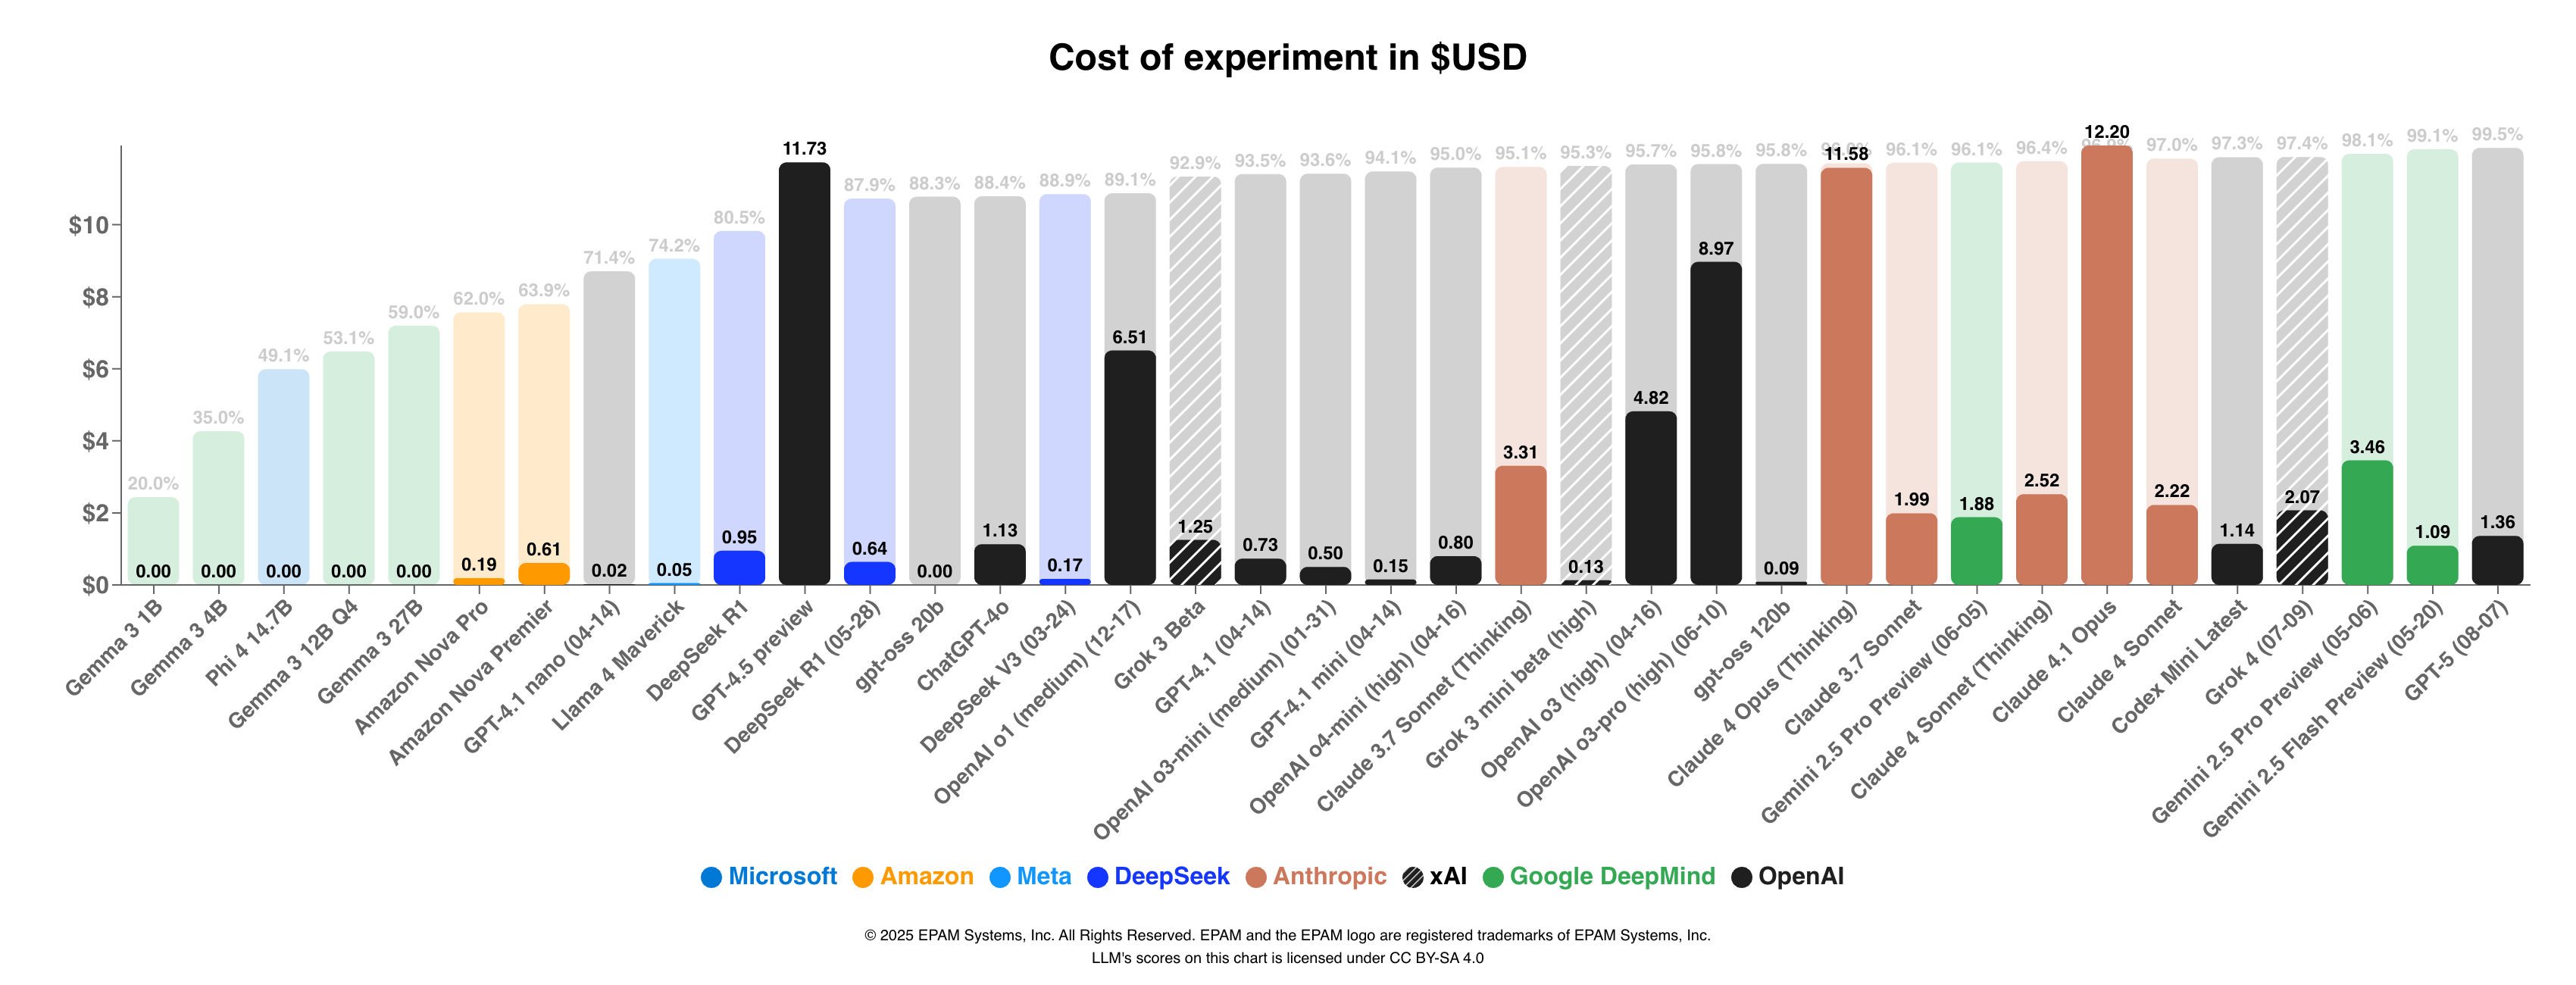 Cost of experiment in $USD
$10
$8
$6
$4
$2
$0
20.0%
35.0%
49.1%
53.1%
59.0%
62.0%
63.9%
71.4%
74.2%
80.5%
87.9%
88.3%
88.4%
88.9%
89.1%
92.9%
93.5%
93.6%
94.1%
95.0%
95.1%
95.3%
95.7%
95.8%
95.8%
96.1%
96.1%
96.4%
97.0%
97.3%
97.4%
98.1%
99.1%
99.5%
0.00
0.00
0.00
0.00
0.00
0.19
0.61
0.02
0.05
0.95
11.73
0.64
0.00
1.13
0.17
6.51
1.25
0.73
0.50
0.15
0.80
3.31
0.13
4.82
8.97
0.09
11.58
1.99
1.88
2.52
12.20
2.22
1.14
2.07
3.46
1.09
1.36
Gemma 3 1B
Gemma 3 4B
Phi 4 14.7B
Gemma 3 12B Q4
Gemma 3 27B
Amazon Nova Pro
Amazon Nova Premier
GPT-4.1 nano (04-14)
Llama 4 Maverick
DeepSeek R1
GPT-4.5 preview
DeepSeek R1 (05-28)
gpt-oss 20b
ChatGPT-4o
DeepSeek V3 (03-24)
OpenAI o1 (medium) (12-17)
Grok 3 Beta
GPT-4.1 (04-14)
OpenAI o3-mini (medium) (01-31)
GPT-4.1 mini (04-14)
OpenAI o4-mini (high) (04-16)
Claude 3.7 Sonnet (Thinking)
Grok 3 mini beta (high)
OpenAI o3 (high) (04-16)
OpenAI o3-pro (high) (06-10)
gpt-oss 120b
Claude 4 Opus (Thinking)
Claude 3.7 Sonnet
Gemini 2.5 Pro Preview (06-05)
Claude 4 Sonnet (Thinking)
Claude 4.1 Opus
Claude 4 Sonnet
Codex Mini Latest
Grok 4 (07-09)
Gemini 2.5 Pro Preview (05-06)
Gemini 2.5 Flash Preview (05-20)
GPT-5 (08-07)
Microsoft Amazon Meta DeepSeek Anthropic xAI Google DeepMind OpenAI
© 2025 EPAM Systems, Inc. All Rights Reserved. EPAM and the EPAM logo are registered trademarks of EPAM Systems, Inc.
LLM's scores on this chart is licensed under CC BY-SA 4.0